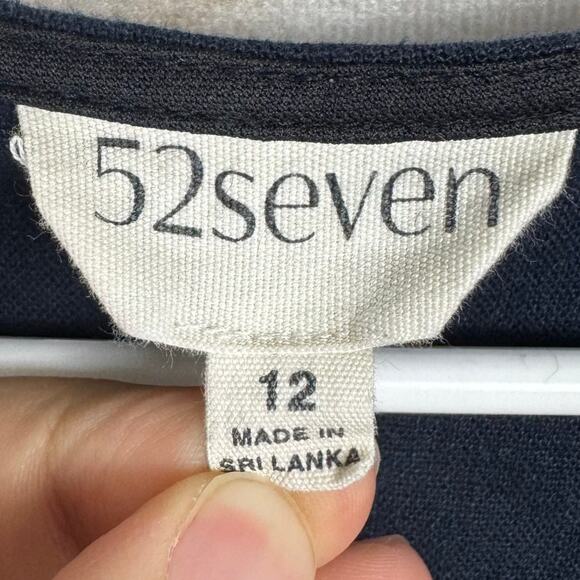 52seven
12
MADE IN
SRI LANKA